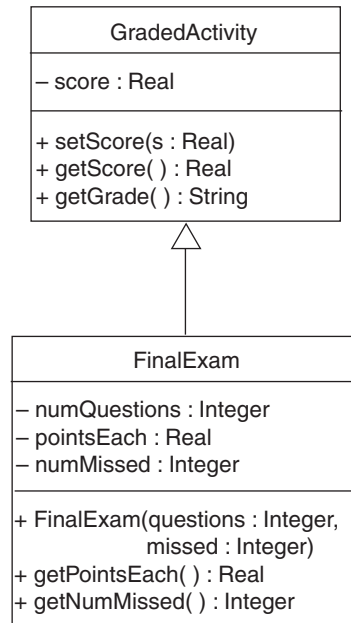 GradedActivity
– score : Real
+ setScore(s : Real)
+ getScore( ) : Real
+ getGrade( ) : String
FinalExam
– numQuestions : Integer
– pointsEach : Real
– numMissed : Integer
+ FinalExam(questions : Integer,
missed : Integer)
+ getPointsEach( ) : Real
+ getNumMissed( ) : Integer